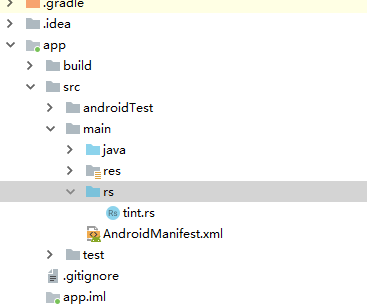 .gradle
.idea
app
build
src
androidTest
main
java
res
rs
Rs tint.rs
AndroidManifest.xml
test
.gitignore
app.iml